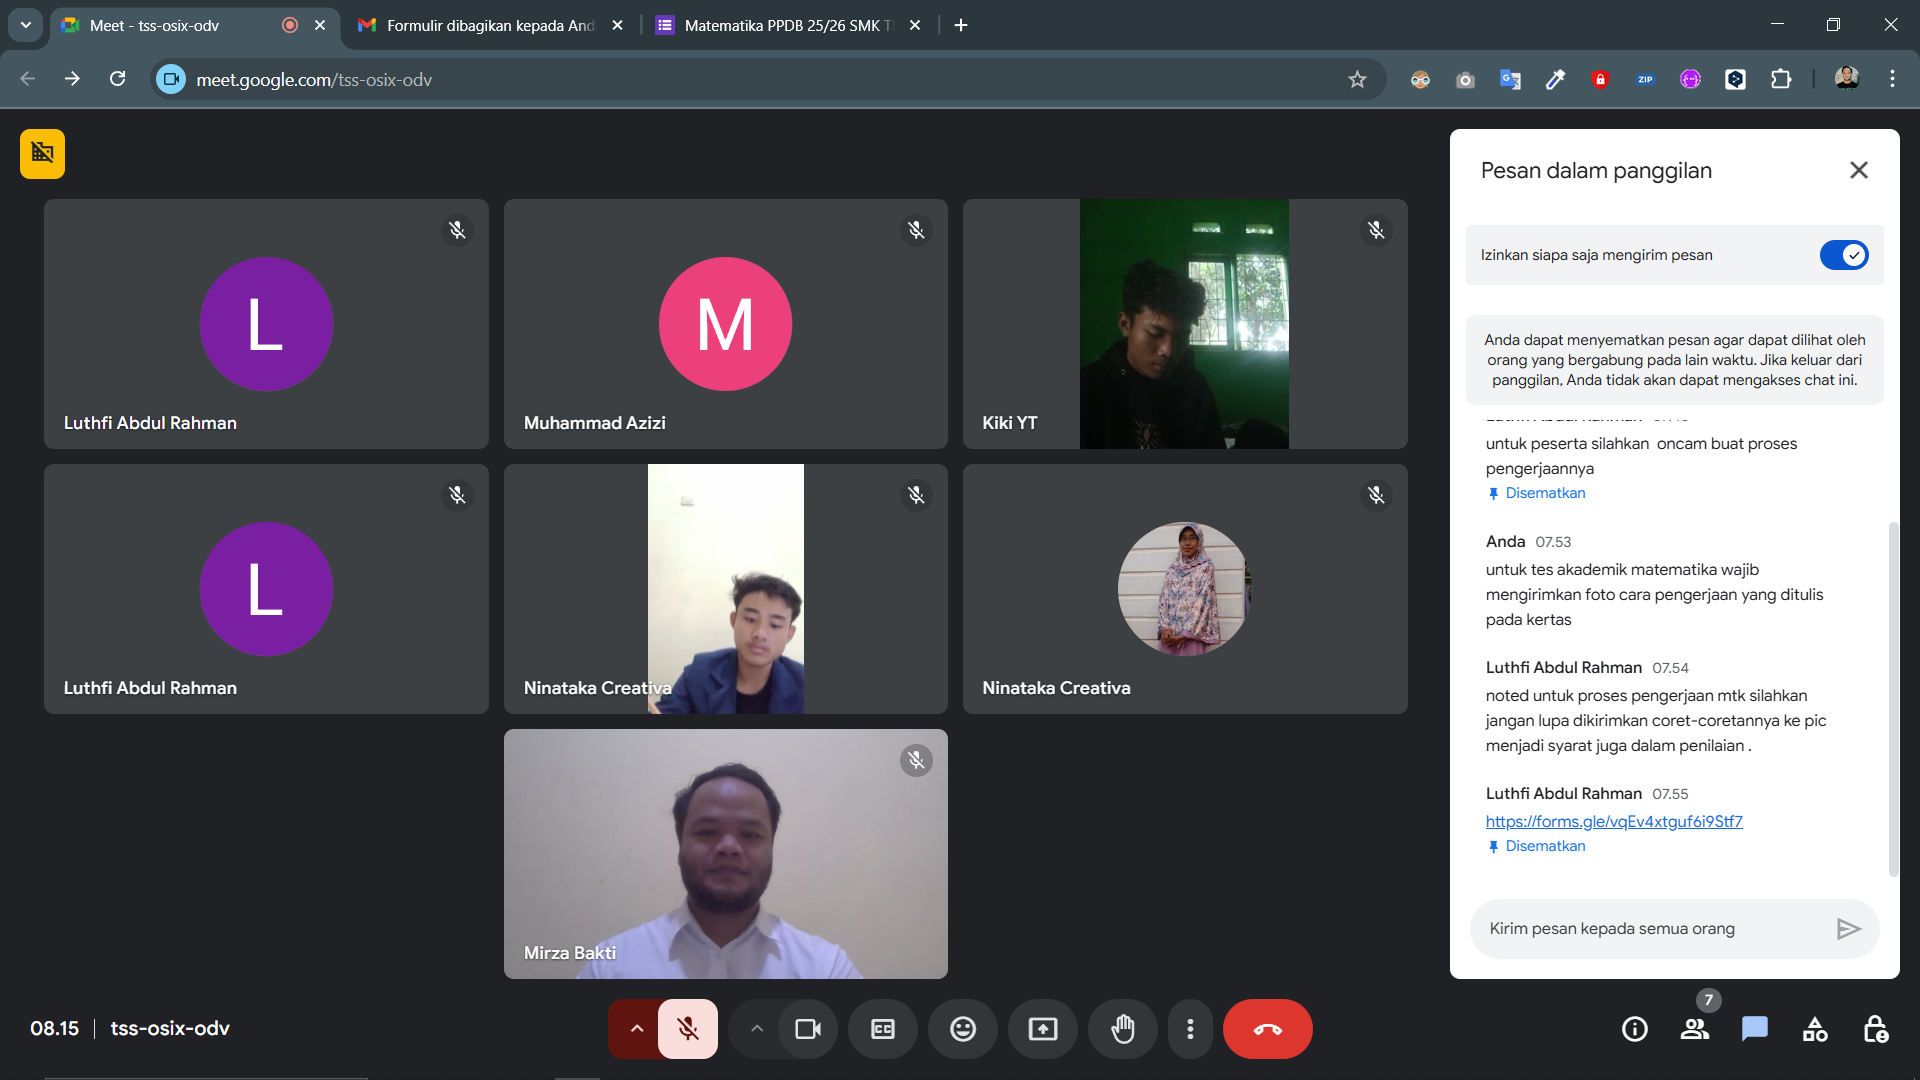 Meet - tss-osix-odv
Formulir dibagikan kepada And
Matematika PPDB 25/26 SMK T
meet.google.com/tss-osix-odv
ZIP
L
Luthfi Abdul Rahman
M
Muhammad Azizi
Kiki YT
L
Luthfi Abdul Rahman
Ninataka Creativa
Ninataka Creativa
Mirza Bakti
Pesan dalam panggilan
Izinkan siapa saja mengirim pesan
Anda dapat menyematkan pesan agar dapat dilihat oleh
orang yang bergabung pada lain waktu. Jika keluar dari
panggilan, Anda tidak akan dapat mengakses chat ini.
untuk peserta silahkan  oncam buat proses
pengerjaannya
Disematkan
Anda 07.53
untuk tes akademik matematika wajib
mengirimkan foto cara pengerjaan yang ditulis
pada kertas
Luthfi Abdul Rahman 07.54
noted untuk proses pengerjaan mtk silahkan
jangan lupa dikirimkan coret-coretannya ke pic
menjadi syarat juga dalam penilaian .
Luthfi Abdul Rahman 07.55
https://forms.gle/vqEv4xtguf6i9Stf7
Disematkan
Kirim pesan kepada semua orang
08.15 | tss-osix-odv
CC
7